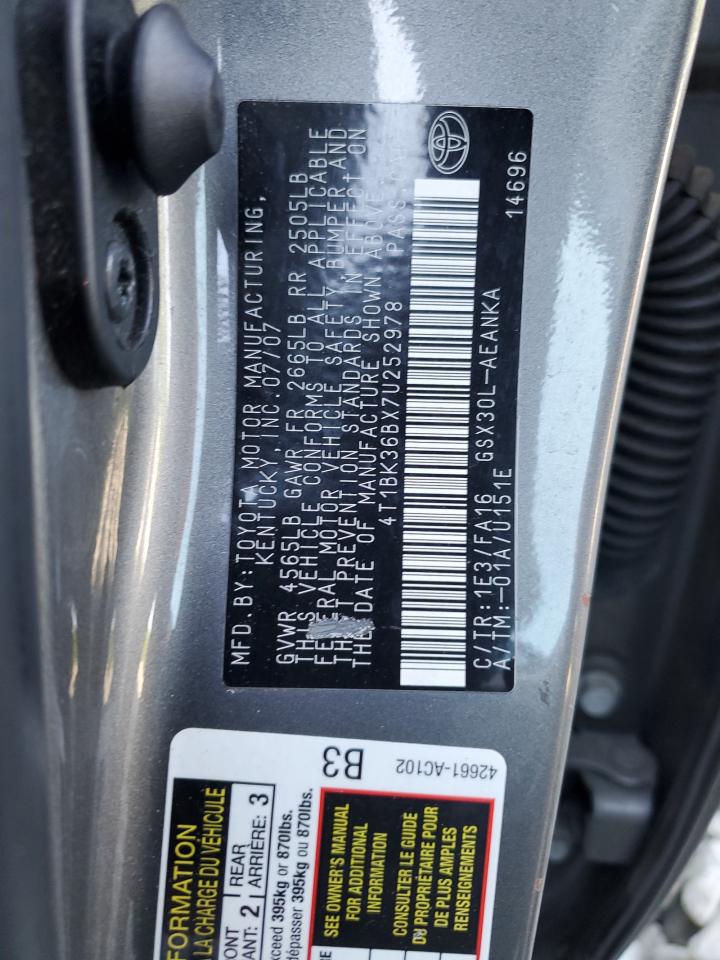 MFD.BY:TOYOTA MOTOR MANUFACTURING,
KENTUCKY,INC.07/07
GVWR 4565LB GAWR FR 2665LB RR 2505LB
THIS VEHICLE CONFORMS TO ALL APPLICABLE
FEDERAL MOTOR VEHICLE SAFETY BUMPER AND
THEFT PREVENTION STANDARDS IN EFFECT ON
THE DATE OF MANUFACTURE SHOWN ABOVE.
4T1BK36BX7U252978 PASS.
C/TR:1E3/FA16 GSX30L-AEANKA
A/TM:-01A/U151E 14696
B3
42661-AC102
FORMATION
LA CHARGE DU VÉHICULE
ONT 2 REAR 3
ANT: ARRIÈRE:
xceed 395kg or 870lbs.
dépasser 395kg ou 870lbs.
SEE OWNER'S MANUAL
FOR ADDITIONAL
INFORMATION
CONSULTER LE GUIDE
DU PROPRIÉTAIRE POUR
DE PLUS AMPLES
RENSEIGNEMENTS